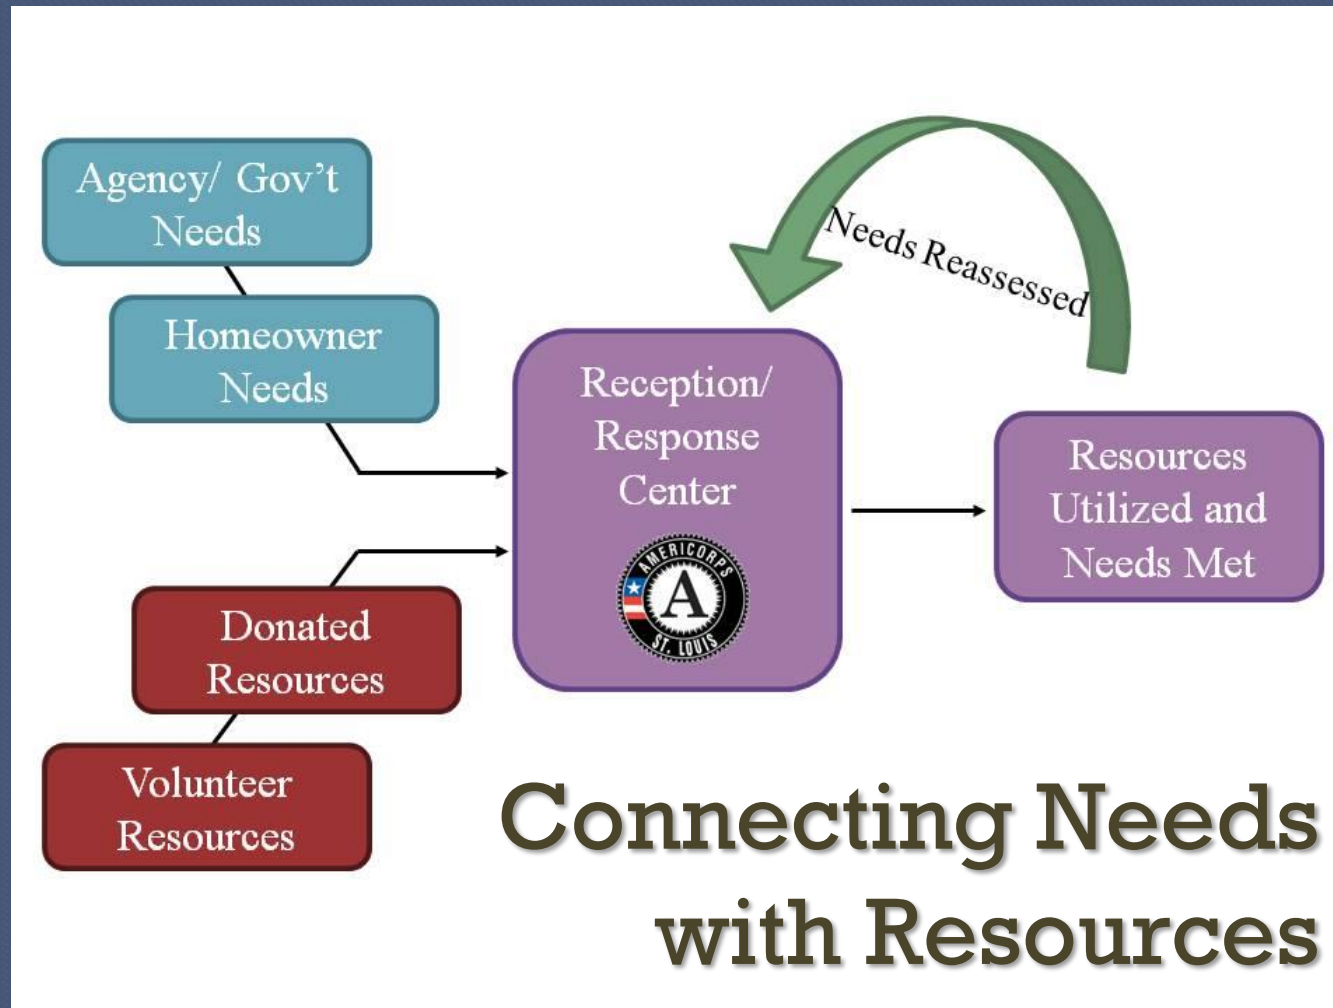 Agency/ Gov’t
Needs
Homeowner
Needs
Needs Reassessed
Reception/
Response
Center
AMERICORPS
A
ST. LOUIS
Resources
Utilized and
Needs Met
Donated
Resources
Volunteer
Resources
Connecting Needs
with Resources